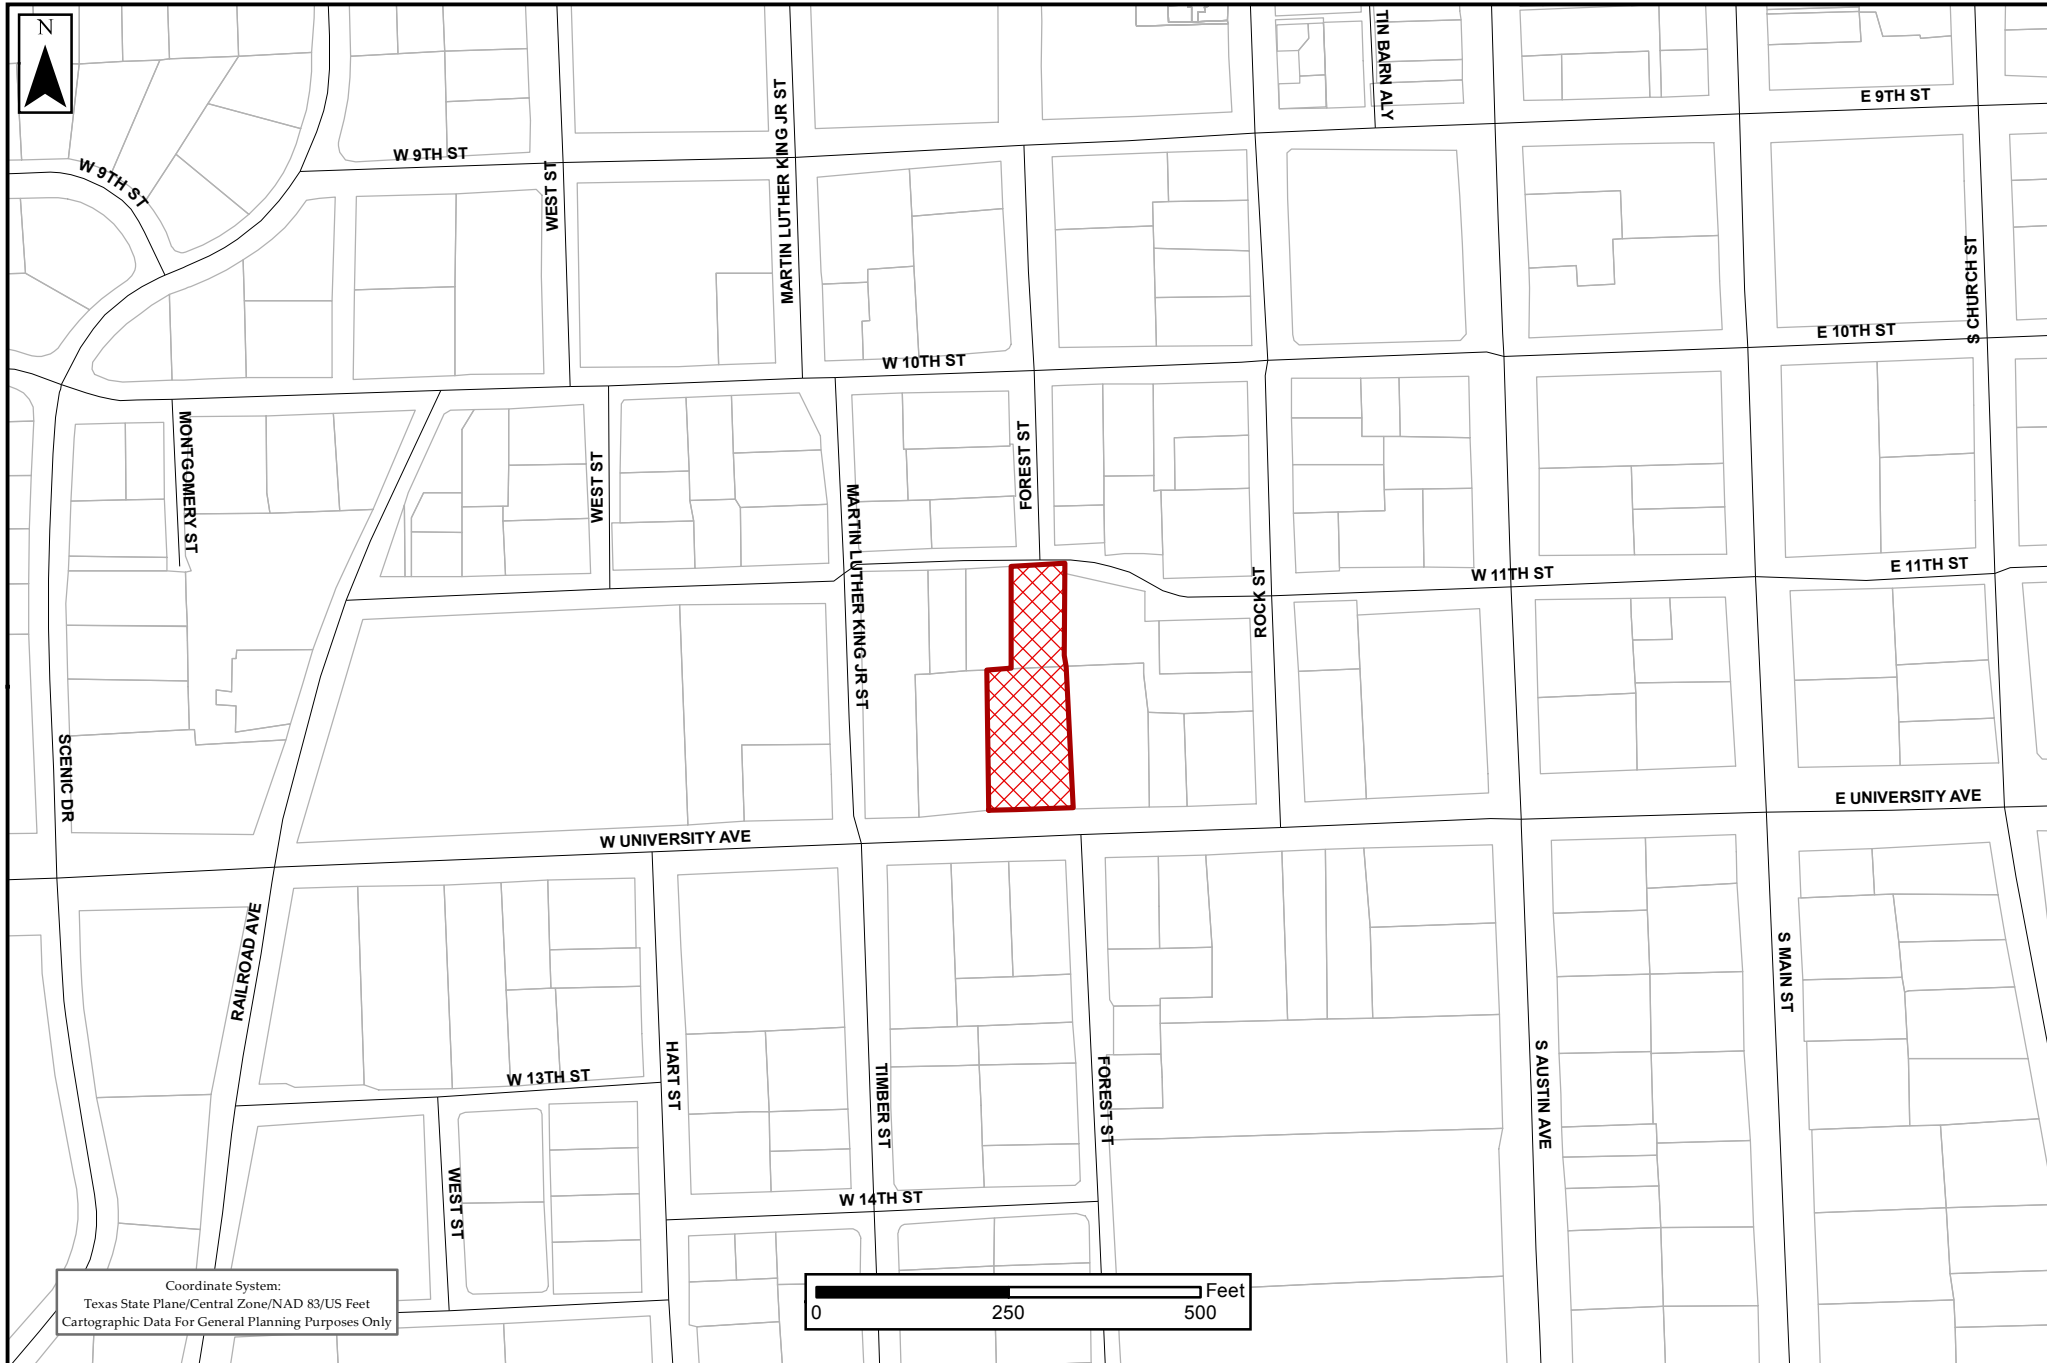 N
TIN BARN ALY
E 9TH ST
MARTIN LUTHER KING JR ST
W 9TH ST
W 9TH ST
WEST ST
S CHURCH ST
E 10TH ST
W 10TH ST
MONTGOMERY ST
FOREST ST
WEST ST
MARTIN LUTHER KING JR ST
ROCK ST
W 11TH ST
E 11TH ST
SCENIC DR
E UNIVERSITY AVE
W UNIVERSITY AVE
RAILROAD AVE
S MAIN ST
HART ST
W 13TH ST
TIMBER ST
FOREST ST
S AUSTIN AVE
WEST ST
W 14TH ST
Coordinate System:
Texas State Plane/Central Zone/NAD 83/US Feet
Cartographic Data For General Planning Purposes Only
Feet
0 250 500